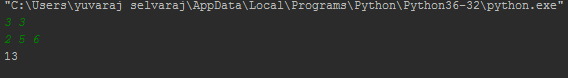 "C:\Users\yuvaraj selvaraj\AppData\Local\Programs\Python\Python36-32\python.exe"
3 3
2 5 6
13